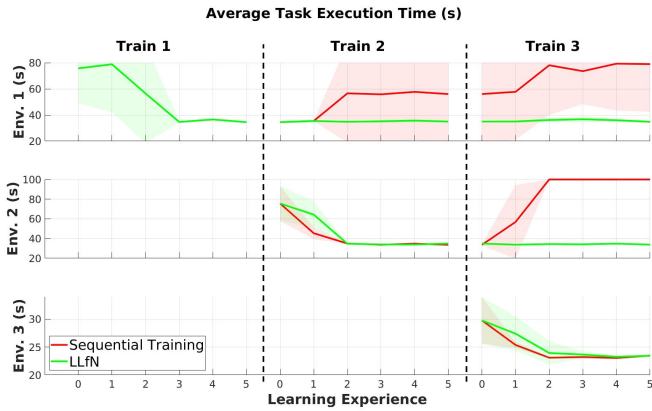 Average Task Execution Time (s)
Train 1 Train 2 Train 3
Env. 1 (s)
80
60
40
20
Env. 2 (s)
100
80
60
40
20
Env. 3 (s)
30
25
20
Sequential Training
LLfN
0 1 2 3 4 5 0 1 2 3 4 5 0 1 2 3 4 5
Learning Experience